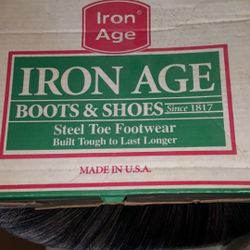 Iron®
Age
IRON AGE
BOOTS & SHOES Since 1817
Steel Toe Footwear
Built Tough to Last Longer
MADE IN U.S.A.